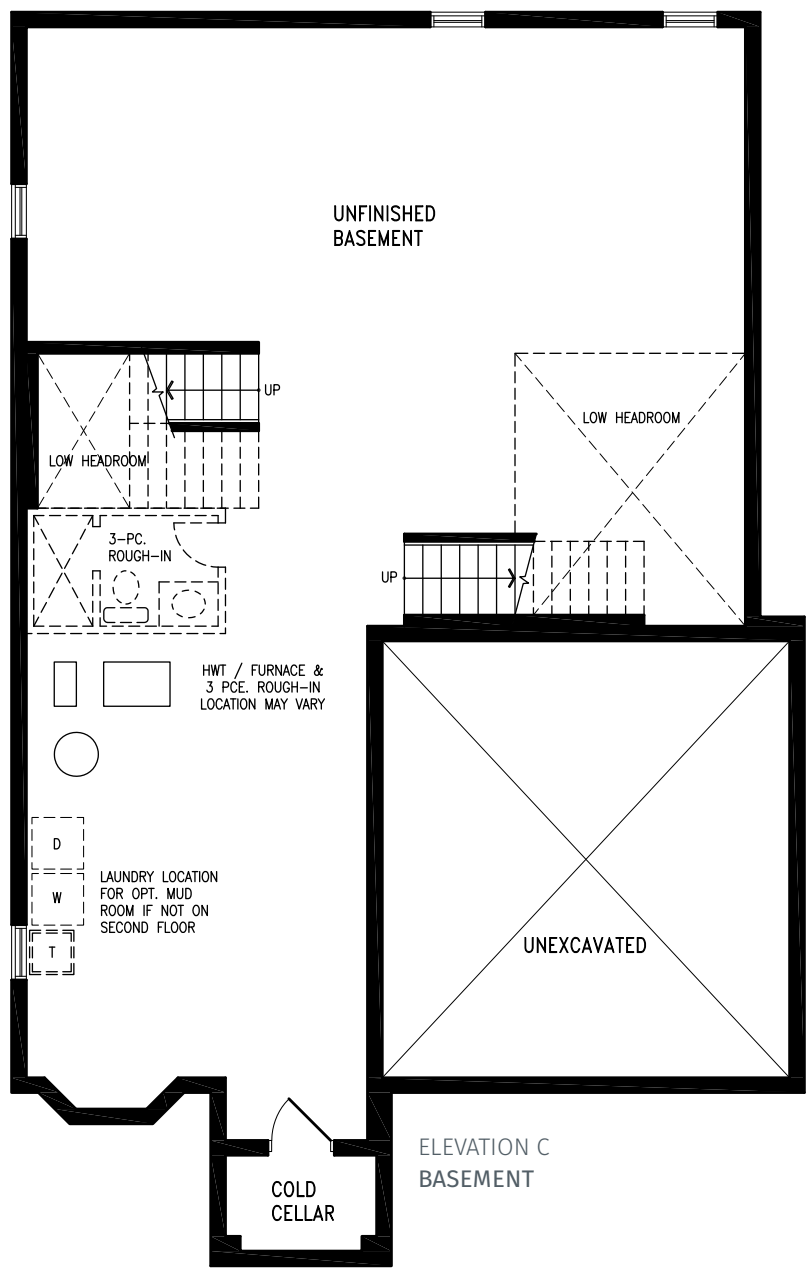 UNFINISHED
BASEMENT
UP
LOW HEADROOM
LOW HEADROOM
3-PC.
ROUGH-IN
UP
HWT / FURNACE &
3 PCE. ROUGH-IN
LOCATION MAY VARY
D
W
T
LAUNDRY LOCATION
FOR OPT. MUD
ROOM IF NOT ON
SECOND FLOOR
UNEXCAVATED
ELEVATION C
BASEMENT
COLD
CELLAR